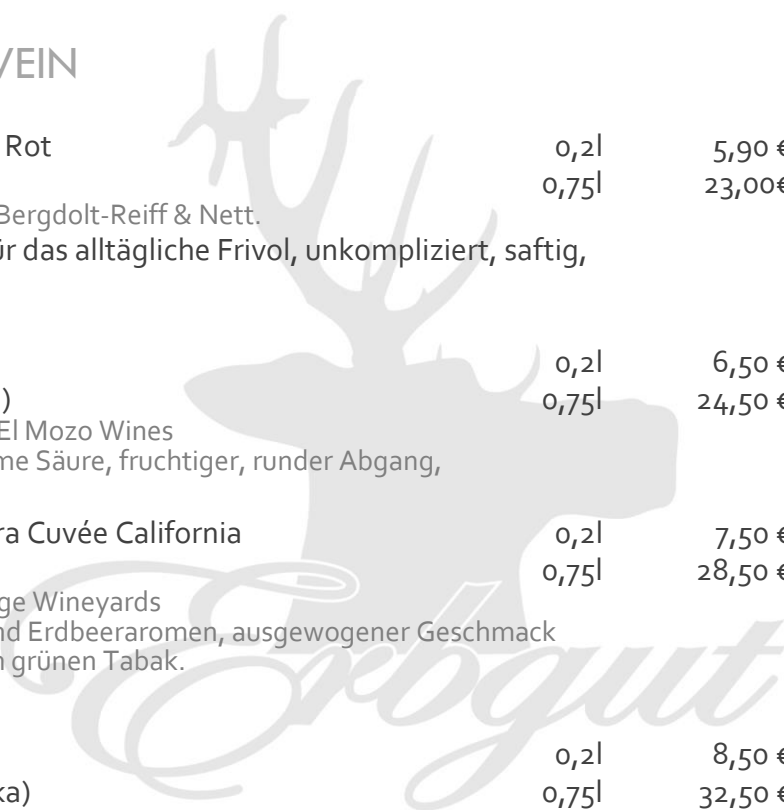 VEIN
Rot 0,2l 5,90 €
0,75l 23,00€
Bergdolt-Reiff & Nett.
ür das alltägliche Frivol, unkompliziert, saftig,
0,2l 6,50 €
) 0,75l 24,50 €
El Mozo Wines
me Säure, fruchtiger, runder Abgang,
ra Cuvée California 0,2l 7,50 €
0,75l 28,50 €
ge Wineyards
nd Erdbeeraromen, ausgewogener Geschmack
n grünen Tabak.
Erbgut
0,2l 8,50 €
ka) 0,75l 32,50 €